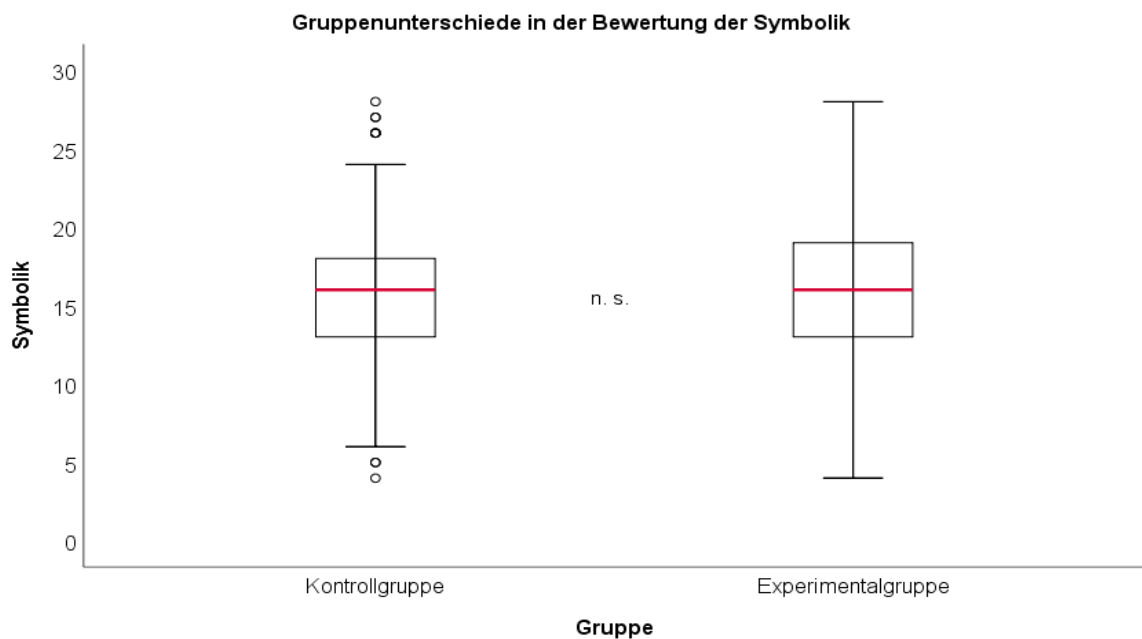 Gruppenunterschiede in der Bewertung der Symbolik
30
25
20
15
10
5
0
Symbolik
n. s.
Kontrollgruppe
Experimentalgruppe
Gruppe